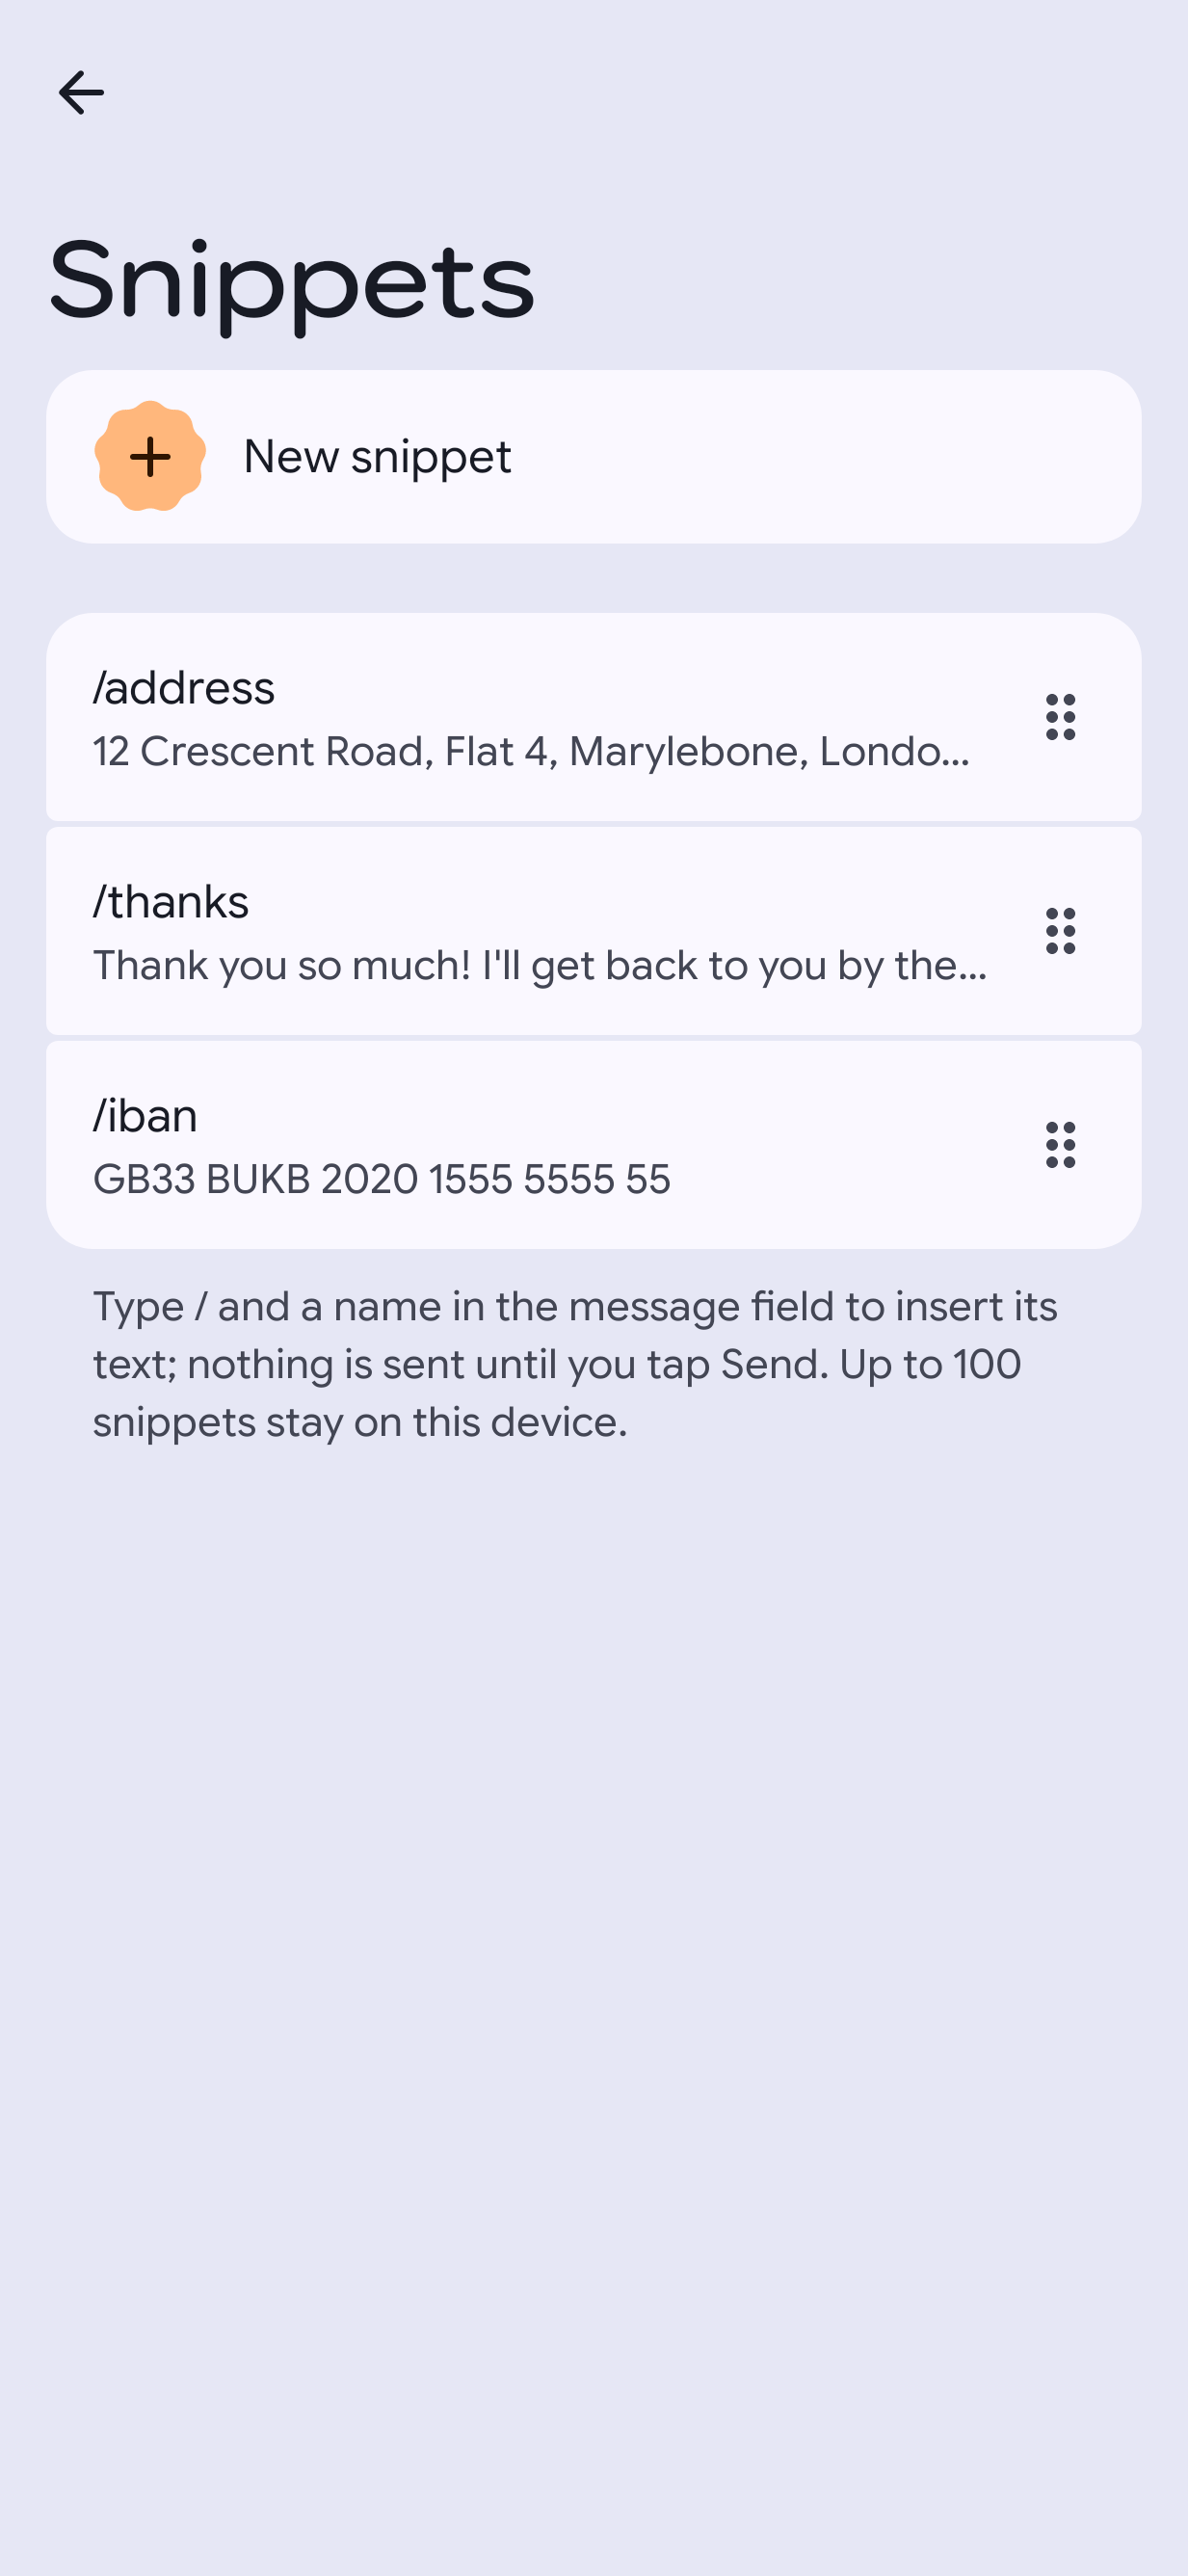 Snippets
New snippet
/address
12 Crescent Road, Flat 4, Marylebone, Londo...
/thanks
Thank you so much! I'll get back to you by the...
/iban
GB33 BUKB 2020 1555 5555 55
Type / and a name in the message field to insert its
text; nothing is sent until you tap Send. Up to 100
snippets stay on this device.